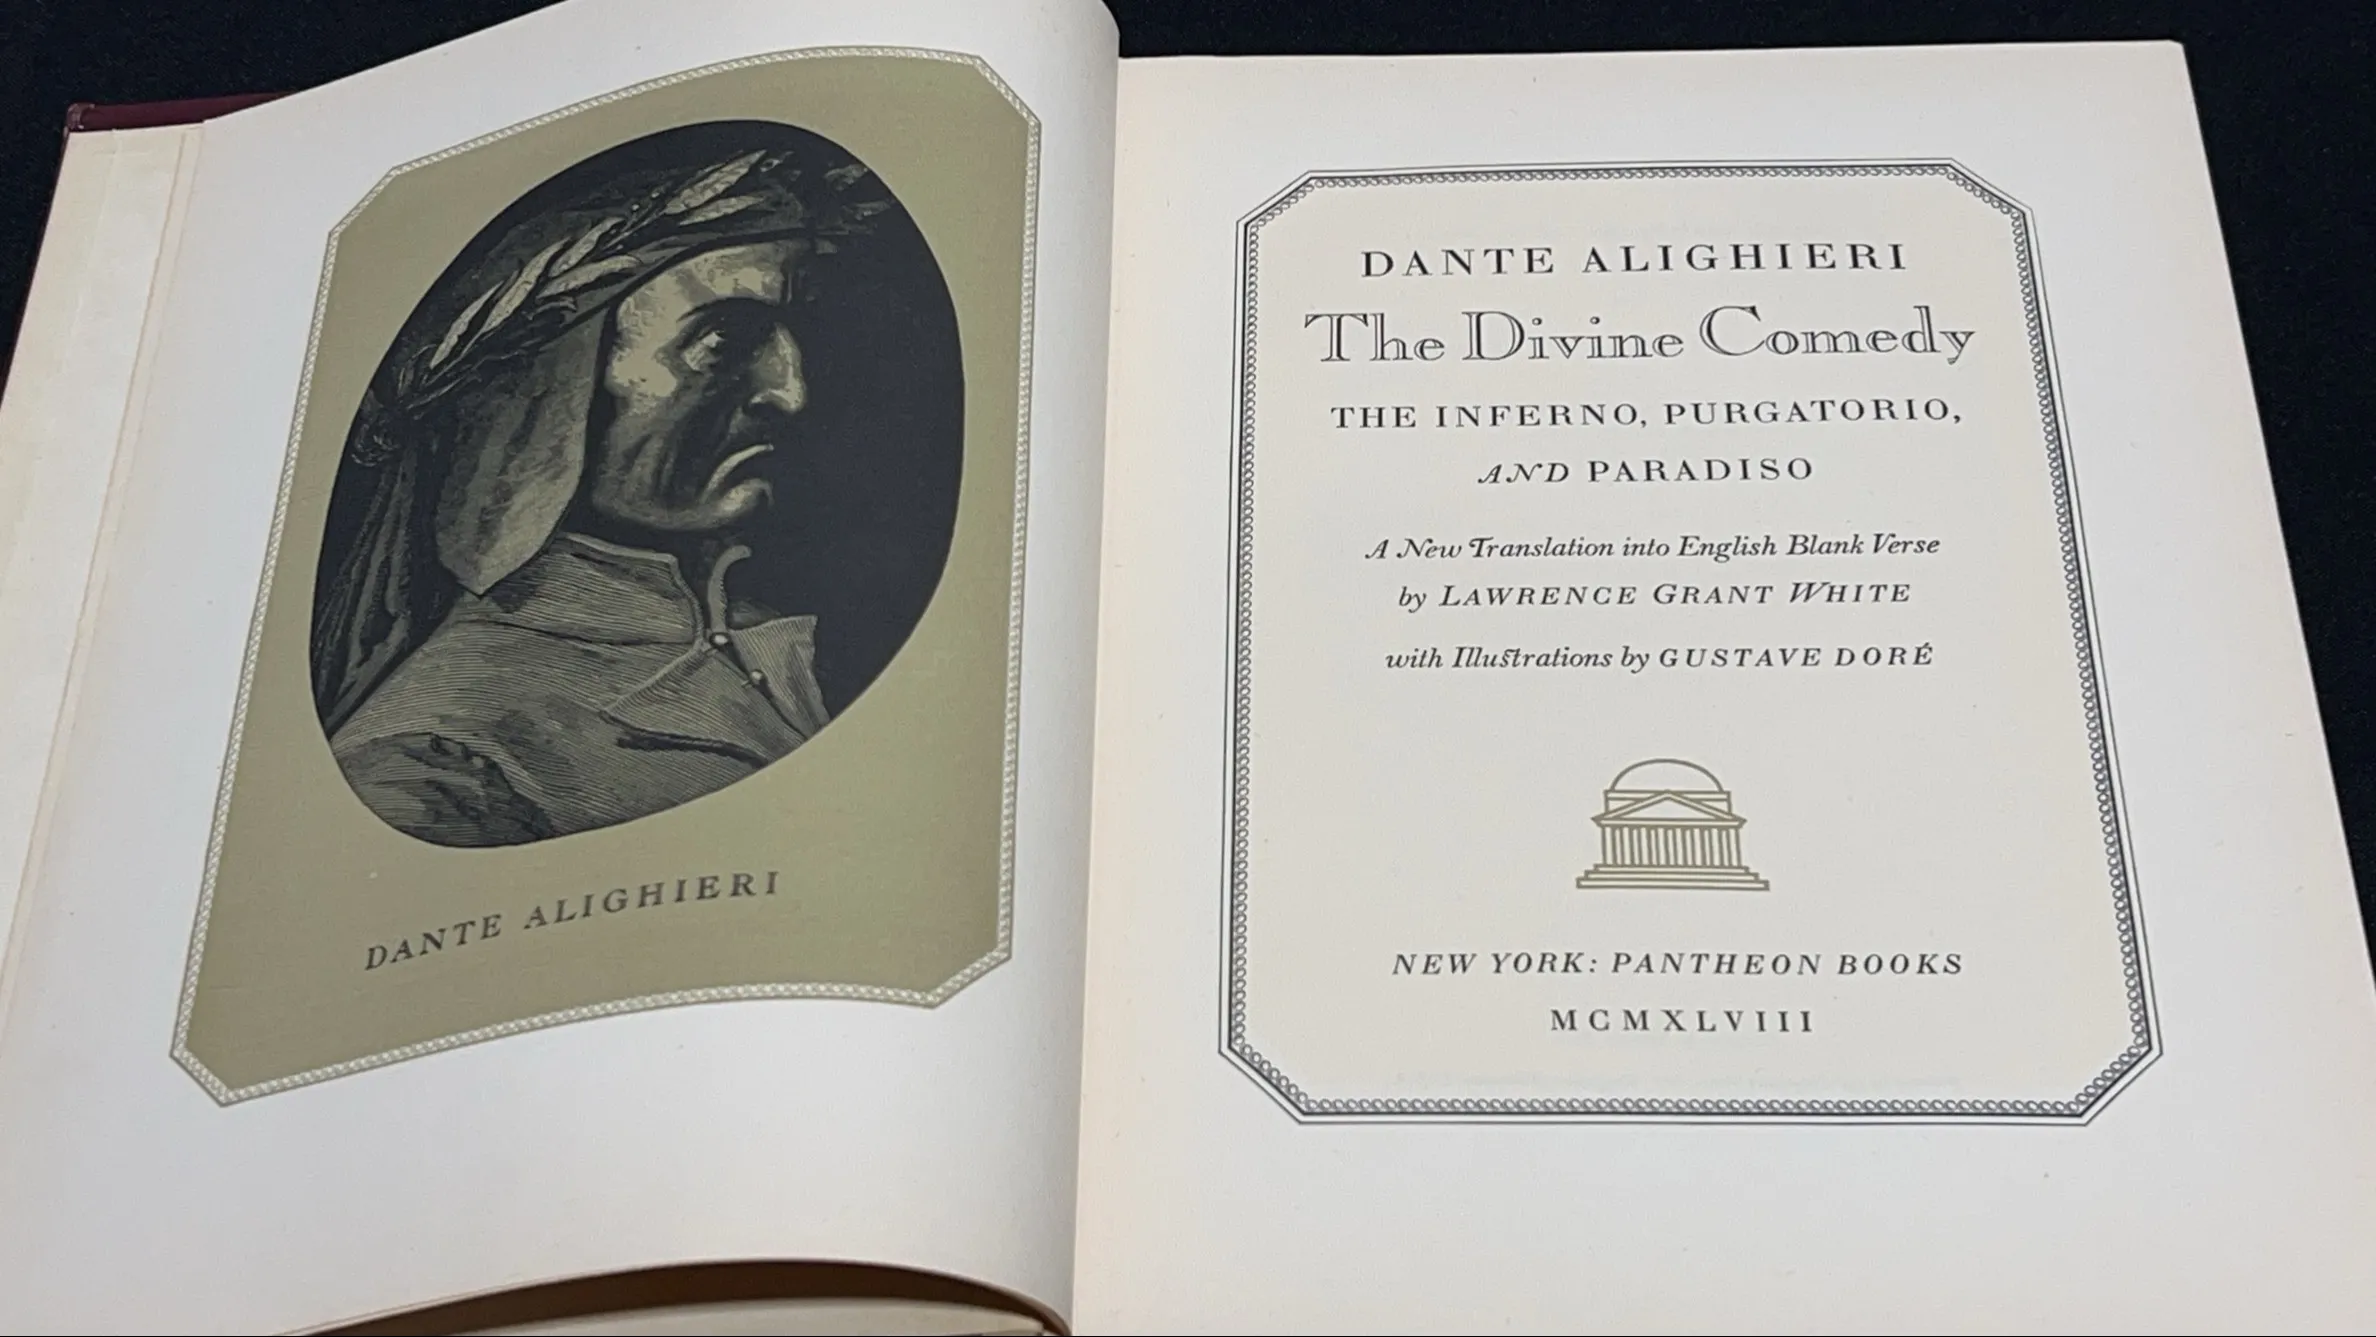 DANTE ALIGHIERI
DANTE ALIGHIERI
The Divine Comedy
THE INFERNO, PURGATORIO,
AND PARADISO
A New Translation into English Blank Verse
by LAWRENCE GRANT WHITE
with Illustrations by GUSTAVE DORÉ
NEW YORK: PANTHEON BOOKS
MCMXLVIII